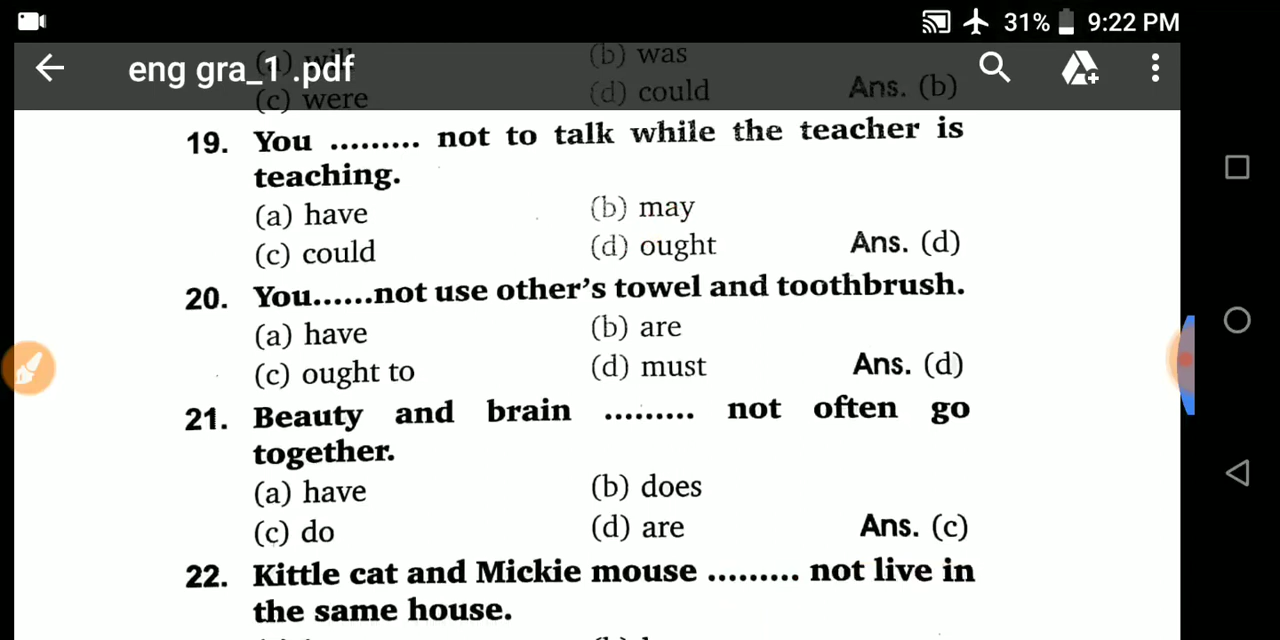 31% 9:22 PM
eng gra_1 .pdf
(a) will (b) was
(c) were (d) could Ans. (b)
19. You ......... not to talk while the teacher is
teaching.
(a) have (b) may
(c) could (d) ought Ans. (d)
20. You......not use other's towel and toothbrush.
(a) have (b) are
(c) ought to (d) must Ans. (d)
21. Beauty and brain ......... not often go
together.
(a) have (b) does
(c) do (d) are Ans. (c)
22. Kittle cat and Mickie mouse ......... not live in
the same house.